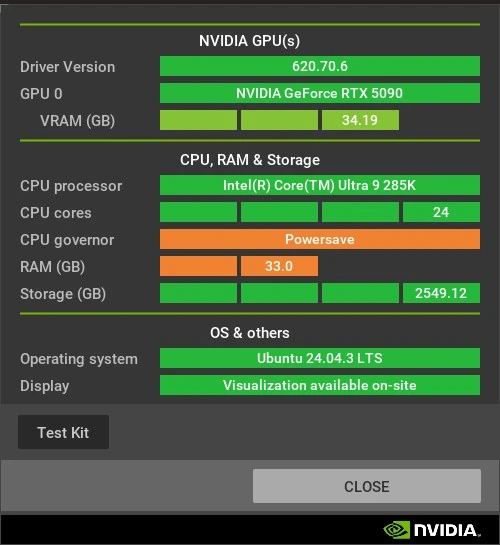 NVIDIA GPU(s)
Driver Version 620.70.6
GPU 0 NVIDIA GeForce RTX 5090
VRAM (GB) 34.19
CPU, RAM & Storage
CPU processor Intel(R) Core(TM) Ultra 9 285K
CPU cores 24
CPU governor Powersave
RAM (GB) 33.0
Storage (GB) 2549.12
OS & others
Operating system Ubuntu 24.04.3 LTS
Display Visualization available on-site
Test Kit
CLOSE
NVIDIA.